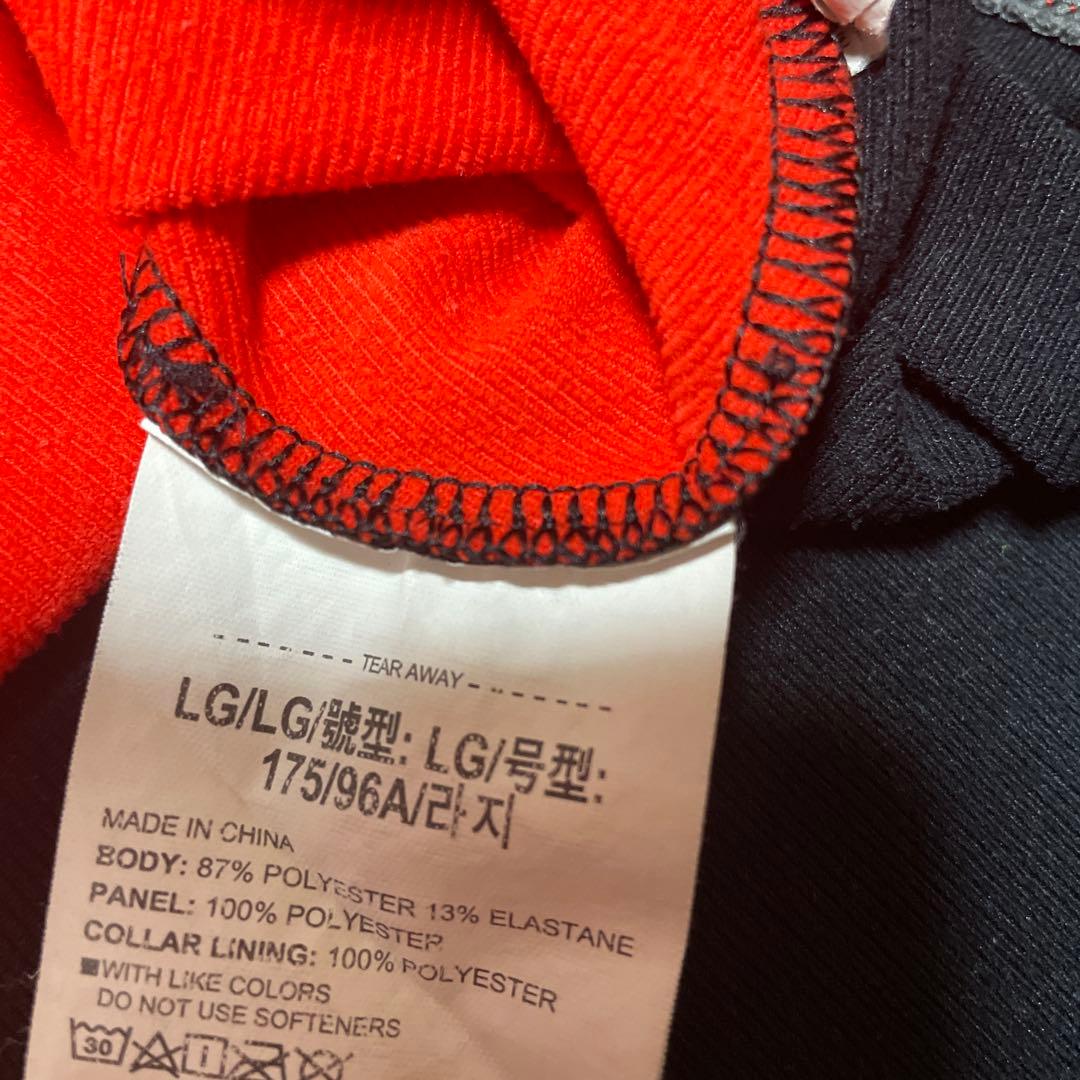 TEAR AWAY
LG/LG/號型: LG/号型:
175/96A/라지
MADE IN CHINA
BODY: 87% POLYESTER 13% ELASTANE
PANEL: 100% POLYESTER
COLLAR LINING: 100% POLYESTER
■WITH LIKE COLORS
DO NOT USE SOFTENERS
30